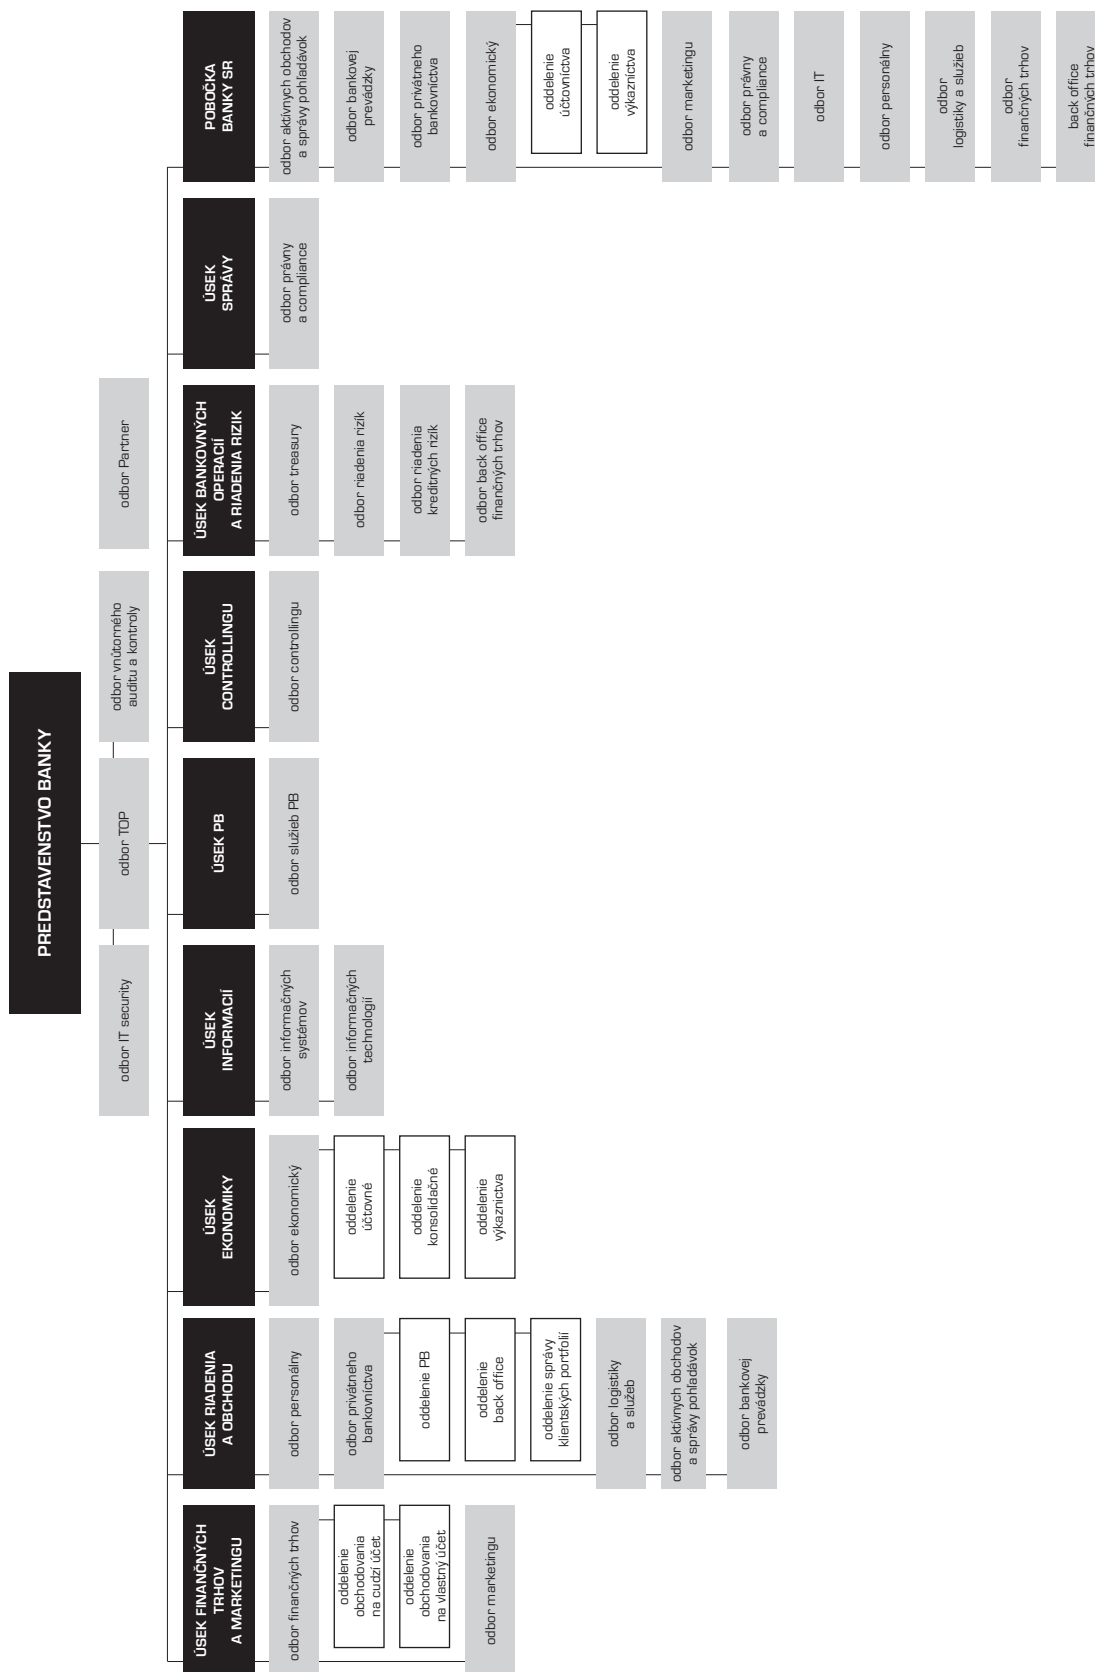 PREDSTAVENSTVO BANKY
odbor IT security
odbor TOP
odbor vnútorného
auditu a kontroly
odbor Partner
ÚSEK FINANČNÝCH
TRHOV
A MARKETINGU
odbor finančných trhov
oddelenie
obchodovania
na cudzí účet
oddelenie
obchodovania
na vlastný účet
odbor marketingu
ÚSEK RIADENIA
A OBCHODU
odbor personálny
odbor privátneho
bankovníctva
oddelenie PB
oddelenie
back office
oddelenie správy
klientských portfolií
odbor logistiky
a služeb
odbor aktívnych obchodov
a správy pohľadávok
odbor bankovej
prevádzky
ÚSEK
EKONOMIKY
odbor ekonomický
oddelenie
účtovné
oddelenie
konsolidačné
oddelenie
výkaznictva
ÚSEK
INFORMACIÍ
odbor informačných
systémov
odbor informačných
technologií
ÚSEK PB
odbor služieb PB
ÚSEK
CONTROLLINGU
odbor controllingu
ÚSEK BANKOVNÝCH
OPERACIÍ
A RIADENIA RIZIK
odbor treasury
odbor riadenia rizík
odbor riadenia
kreditných rizík
odbor back office
finančných trhov
ÚSEK
SPRÁVY
odbor právny
a compliance
POBOČKA
BANKY SR
odbor aktívnych obchodov
a správy pohľadávok
odbor bankovej
prevádzky
odbor privátneho
bankovníctva
odbor ekonomický
oddelenie
účtovníctva
oddelenie
výkazníctva
odbor marketingu
odbor právny
a compliance
odbor IT
odbor personálny
odbor
logistiky a služieb
odbor
finančných trhov
back office
finančných trhov